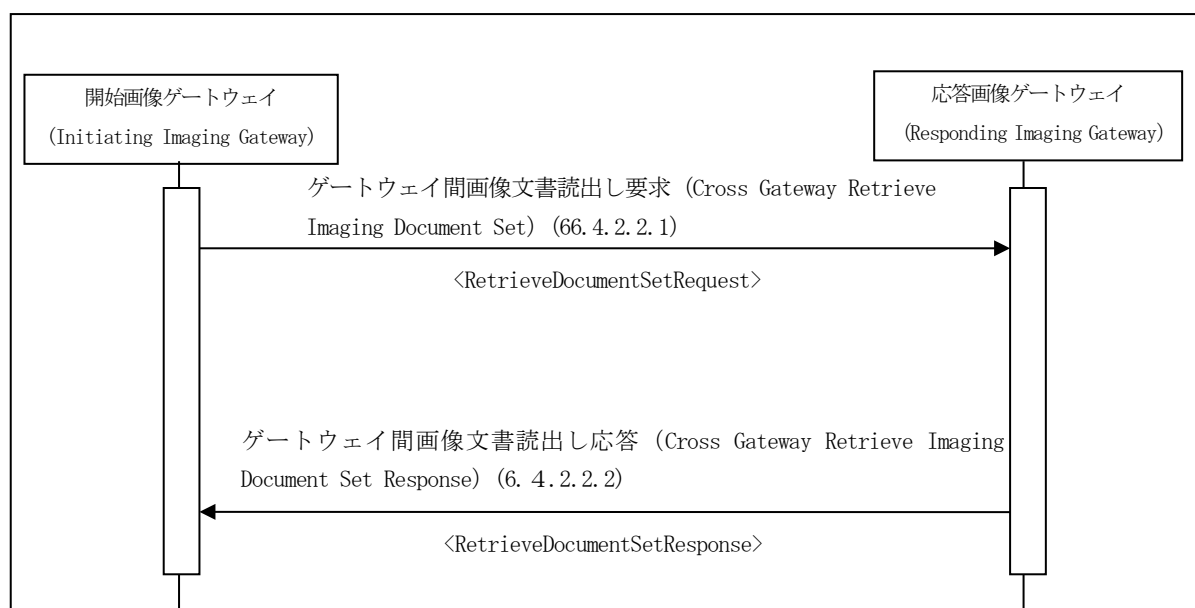 開始画像ゲートウェイ
(Initiating Imaging Gateway)
応答画像ゲートウェイ
(Responding Imaging Gateway)
ゲートウェイ間画像文書読出し要求 (Cross Gateway Retrieve
Imaging Document Set) (66.4.2.2.1)
<RetrieveDocumentSetRequest>
ゲートウェイ間画像文書読出し応答 (Cross Gateway Retrieve Imaging
Document Set Response) (6.４.2.2.2)
<RetrieveDocumentSetResponse>